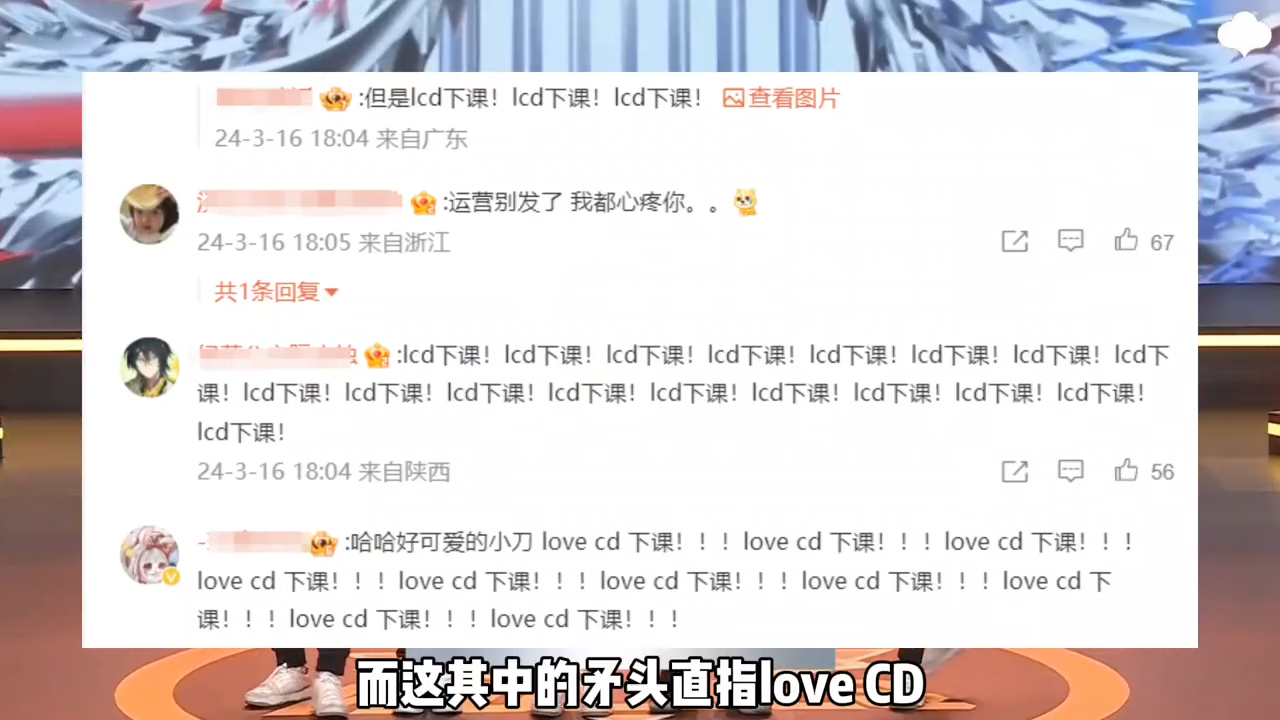 :但是lcd下课！lcd下课！lcd下课！ 查看图片
24-3-16 18:04 来自广东
:运营别发了 我都心疼你。。
24-3-16 18:05 来自浙江
67
共1条回复
:lcd下课！lcd下课！lcd下课！lcd下课！lcd下课！lcd下课！lcd下课！lcd下
课！lcd下课！lcd下课！lcd下课！lcd下课！lcd下课！lcd下课！lcd下课！lcd下课！lcd下课！
lcd下课！
24-3-16 18:04 来自陕西
56
:哈哈好可爱的小刀 love cd 下课！！！love cd 下课！！！love cd 下课！！！
love cd 下课！！！love cd 下课！！！love cd 下课！！！love cd 下课！！！love cd 下
课！！！love cd 下课！！！love cd 下课！！！
而这其中的矛头直指love CD